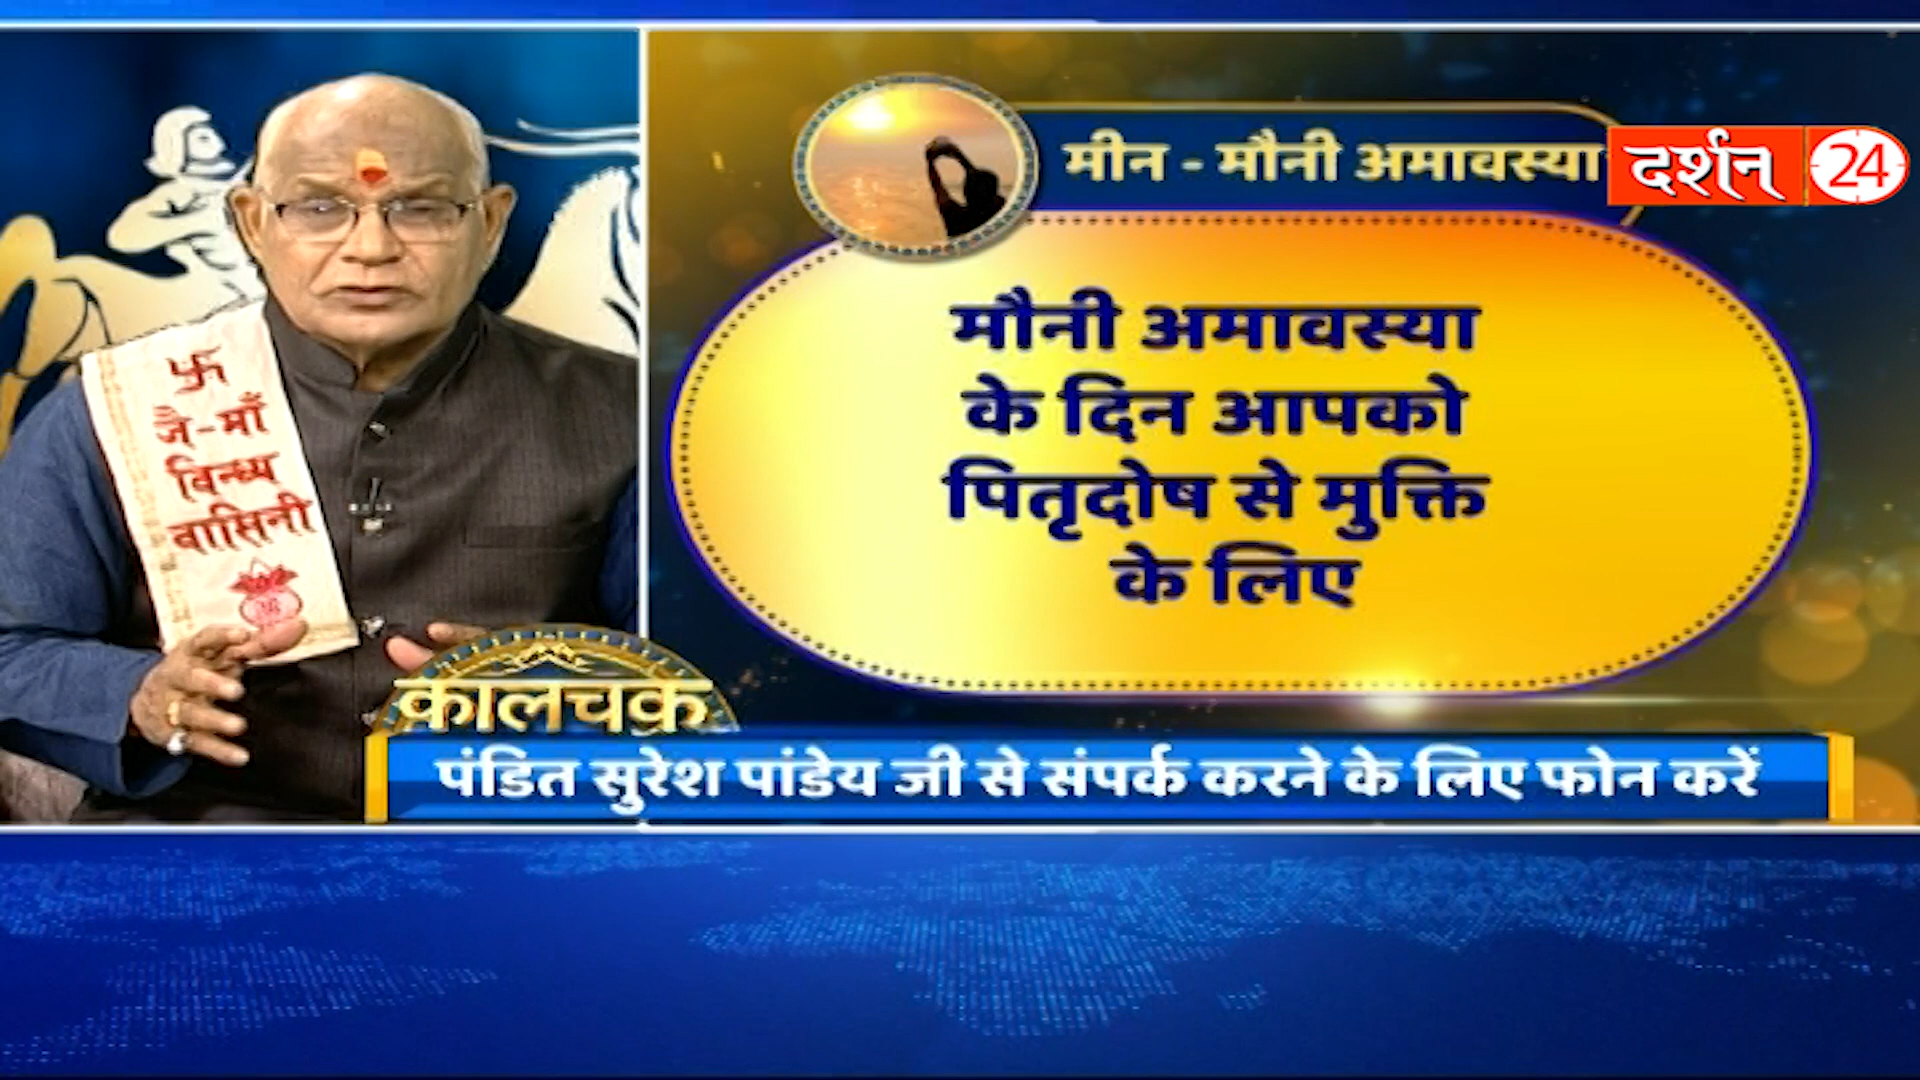 मीन - मौनी अमावस्या
दर्शन 24
मौनी अमावस्या
के दिन आपको
पितृदोष से मुक्ति
के लिए
जै-माँ
विन्ध्य
वासिनी
कालचक्र
पंडित सुरेश पांडेय जी से संपर्क करने के लिए फोन करें